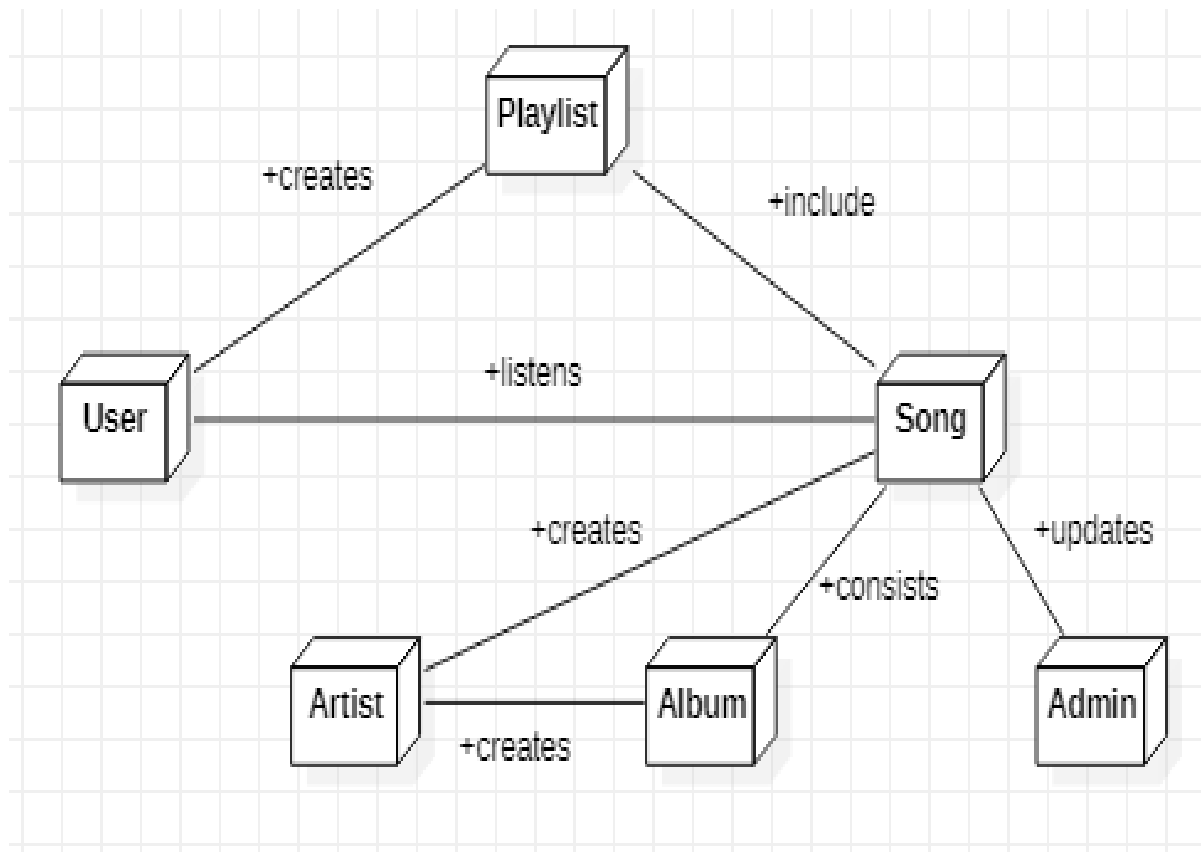 Playlist
+creates
+include
+listens
User
Song
+creates
+updates
+consists
Artist
Album
Admin
+creates